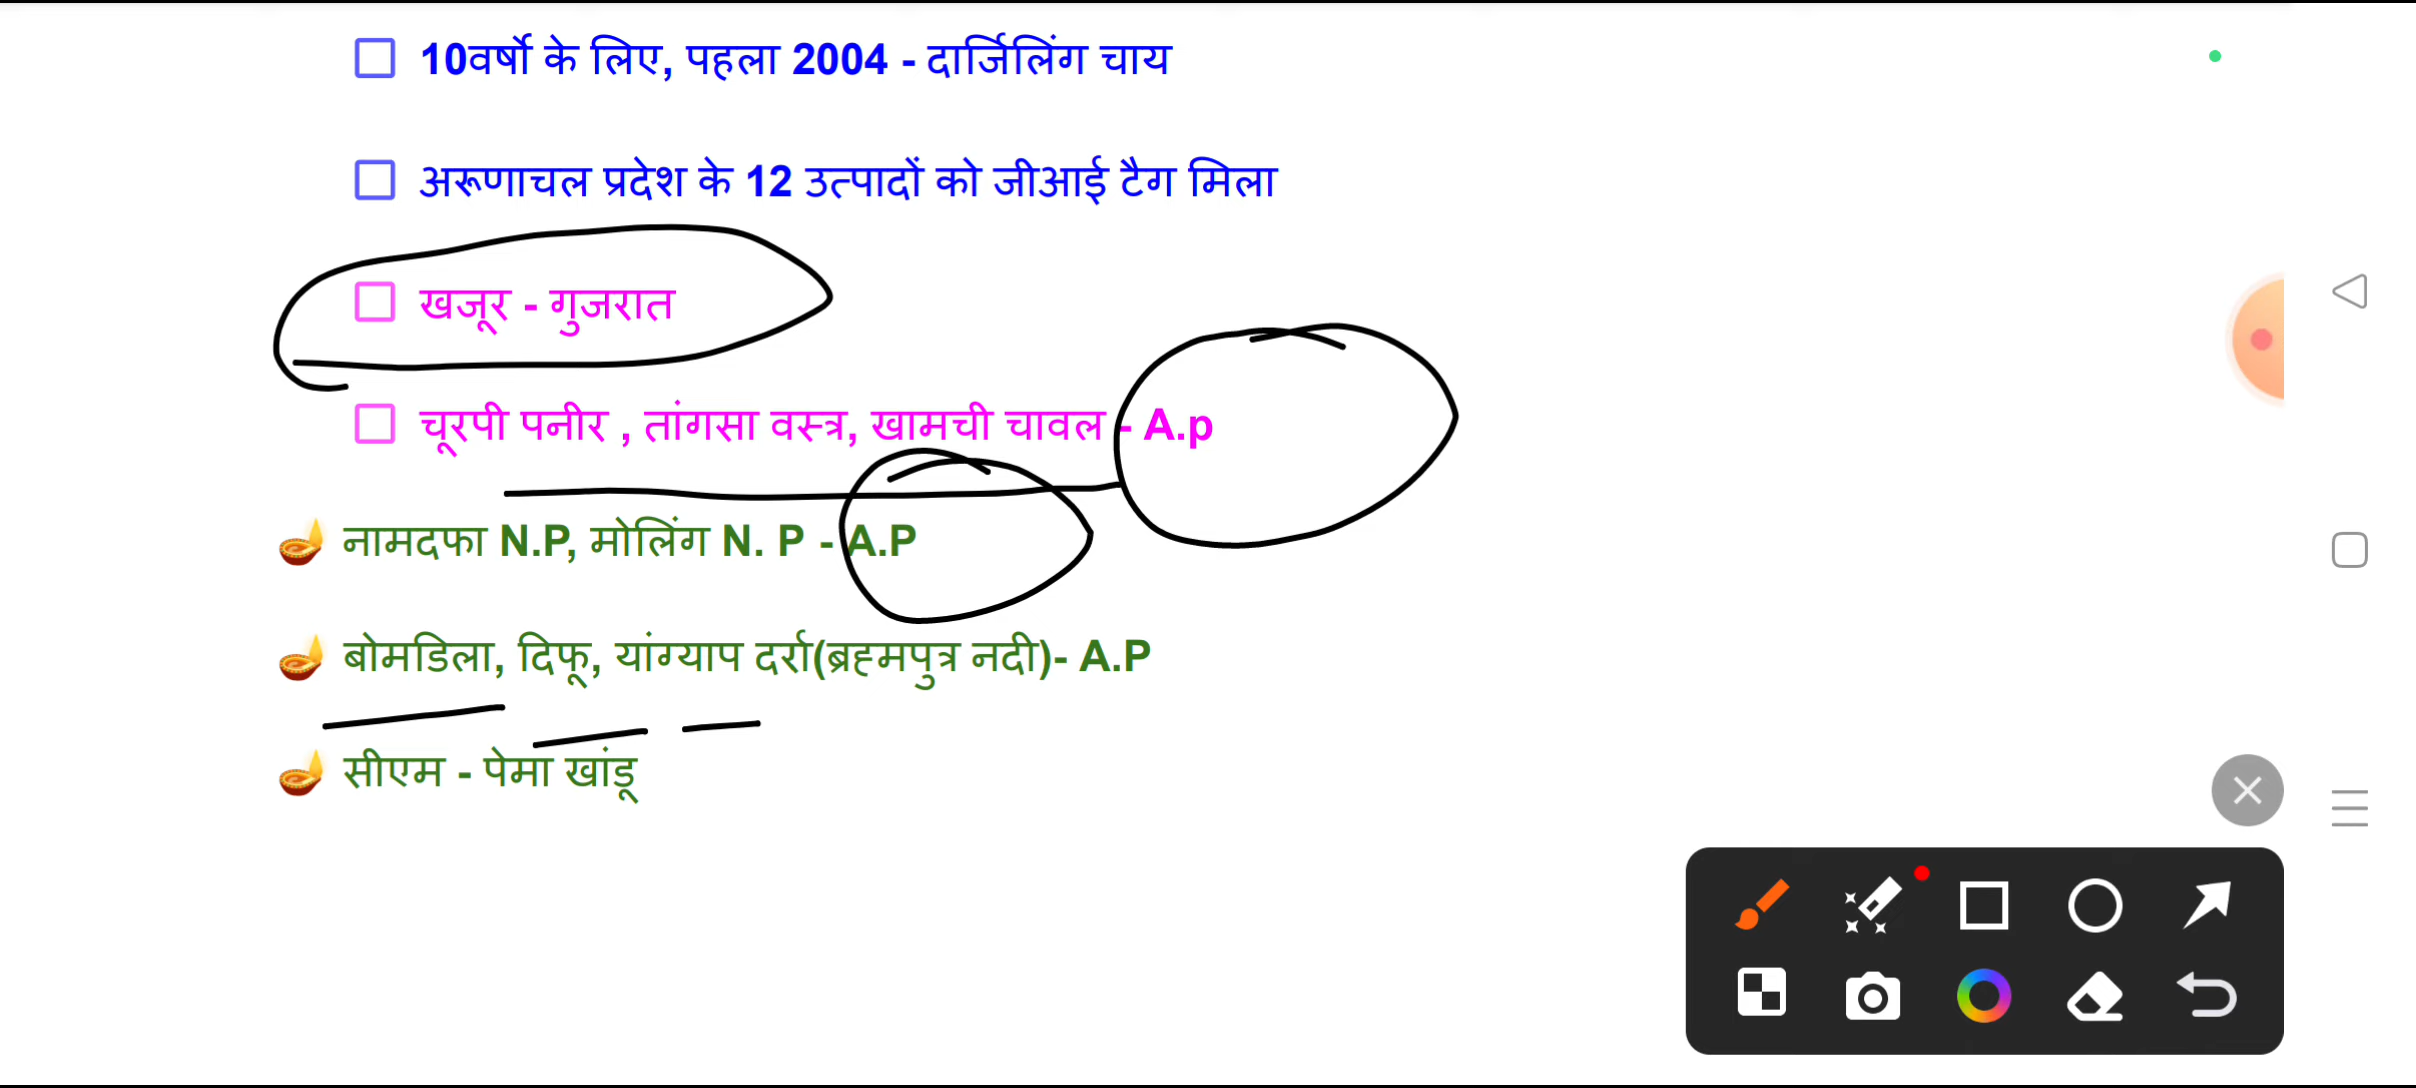 10वर्षो के लिए, पहला 2004 - दार्जिलिंग चाय
अरूणाचल प्रदेश के 12 उत्पादों को जीआई टैग मिला
खजूर - गुजरात
चूरपी पनीर , तांगसा वस्त्र, खामची चावल - A.p
नामदफा N.P, मोलिंग N. P - A.P
बोमडिला, दिफू, यांग्याप दर्रा(ब्रह्मपुत्र नदी)- A.P
सीएम - पेमा खांडू